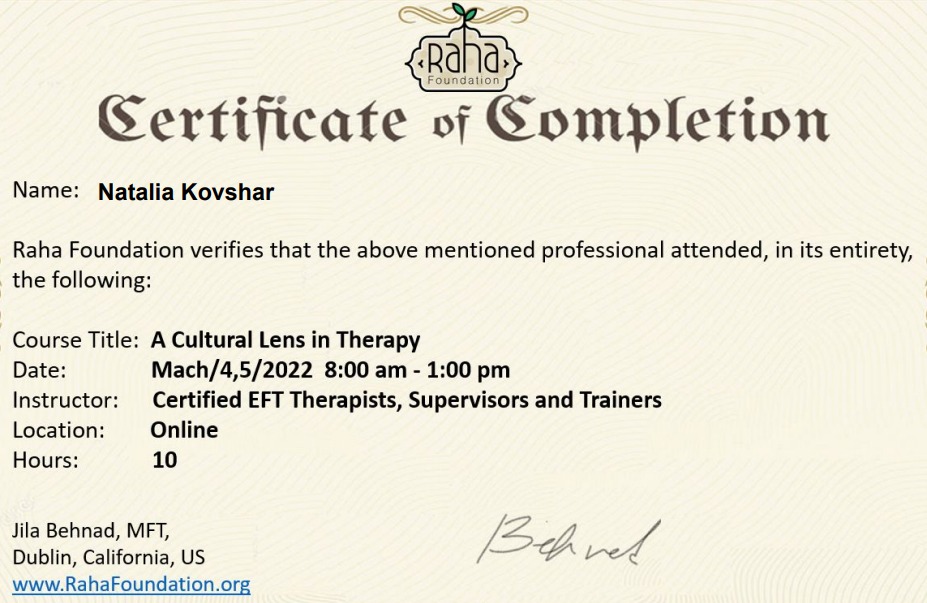 Raha
Foundation
Certificate of Completion
Name: Natalia Kovshar
Raha Foundation verifies that the above mentioned professional attended, in its entirety,
the following:
Course Title: A Cultural Lens in Therapy
Date: Mach/4,5/2022 8:00 am - 1:00 pm
Instructor: Certified EFT Therapists, Supervisors and Trainers
Location: Online
Hours: 10
Jila Behnad, MFT,
Behnad
Dublin, California, US
www.RahaFoundation.org